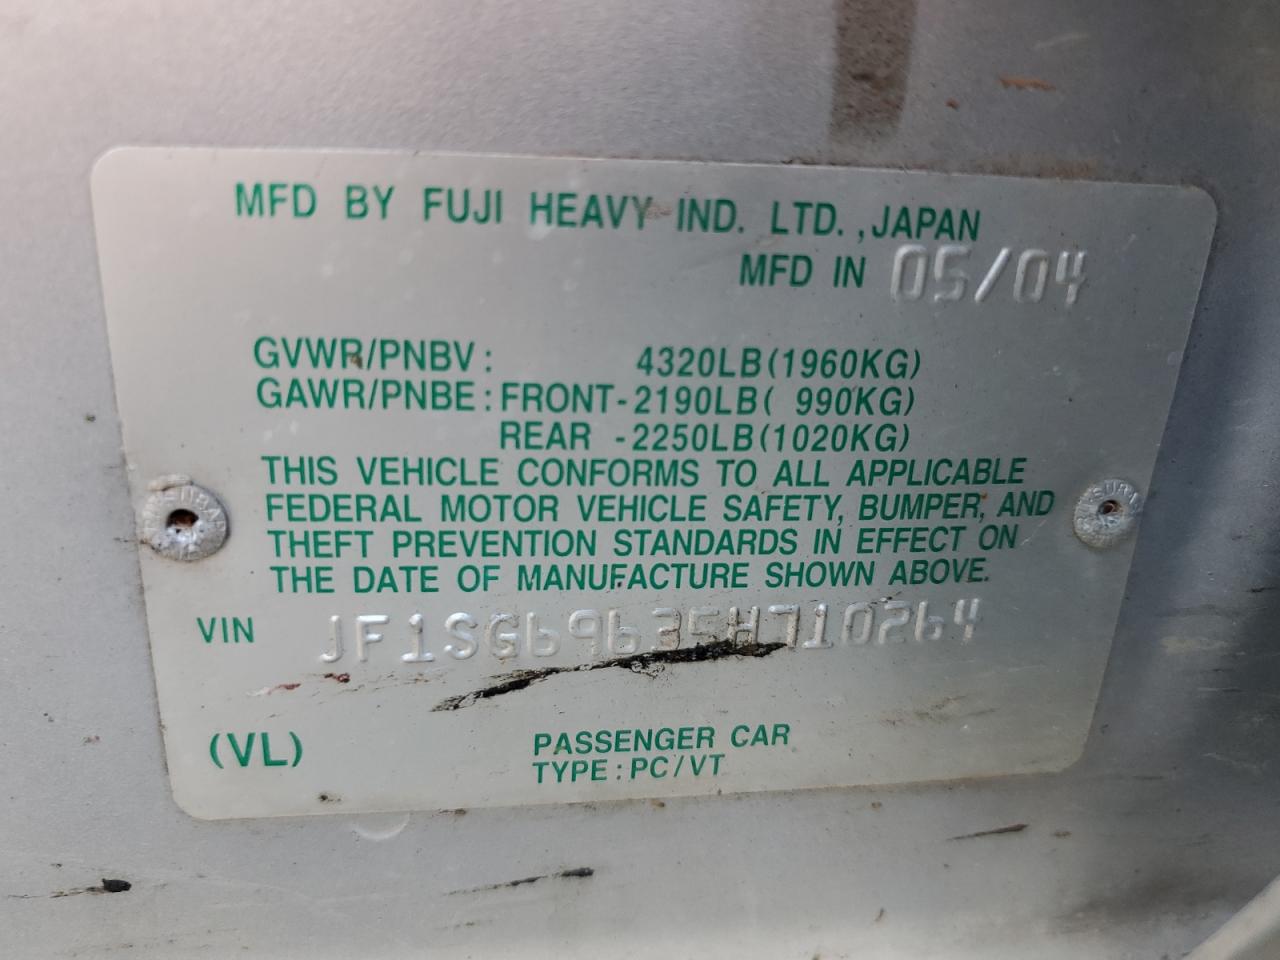 MFD BY FUJI HEAVY IND. LTD., JAPAN
MFD IN 05/04
GVWR/PNBV: 4320LB(1960KG)
GAWR/PNBE: FRONT-2190LB( 990KG)
REAR -2250LB(1020KG)
THIS VEHICLE CONFORMS TO ALL APPLICABLE
FEDERAL MOTOR VEHICLE SAFETY, BUMPER, AND
THEFT PREVENTION STANDARDS IN EFFECT ON
THE DATE OF MANUFACTURE SHOWN ABOVE.
VIN JF1SG69635H710264
(VL)
PASSENGER CAR
TYPE: PC/VT